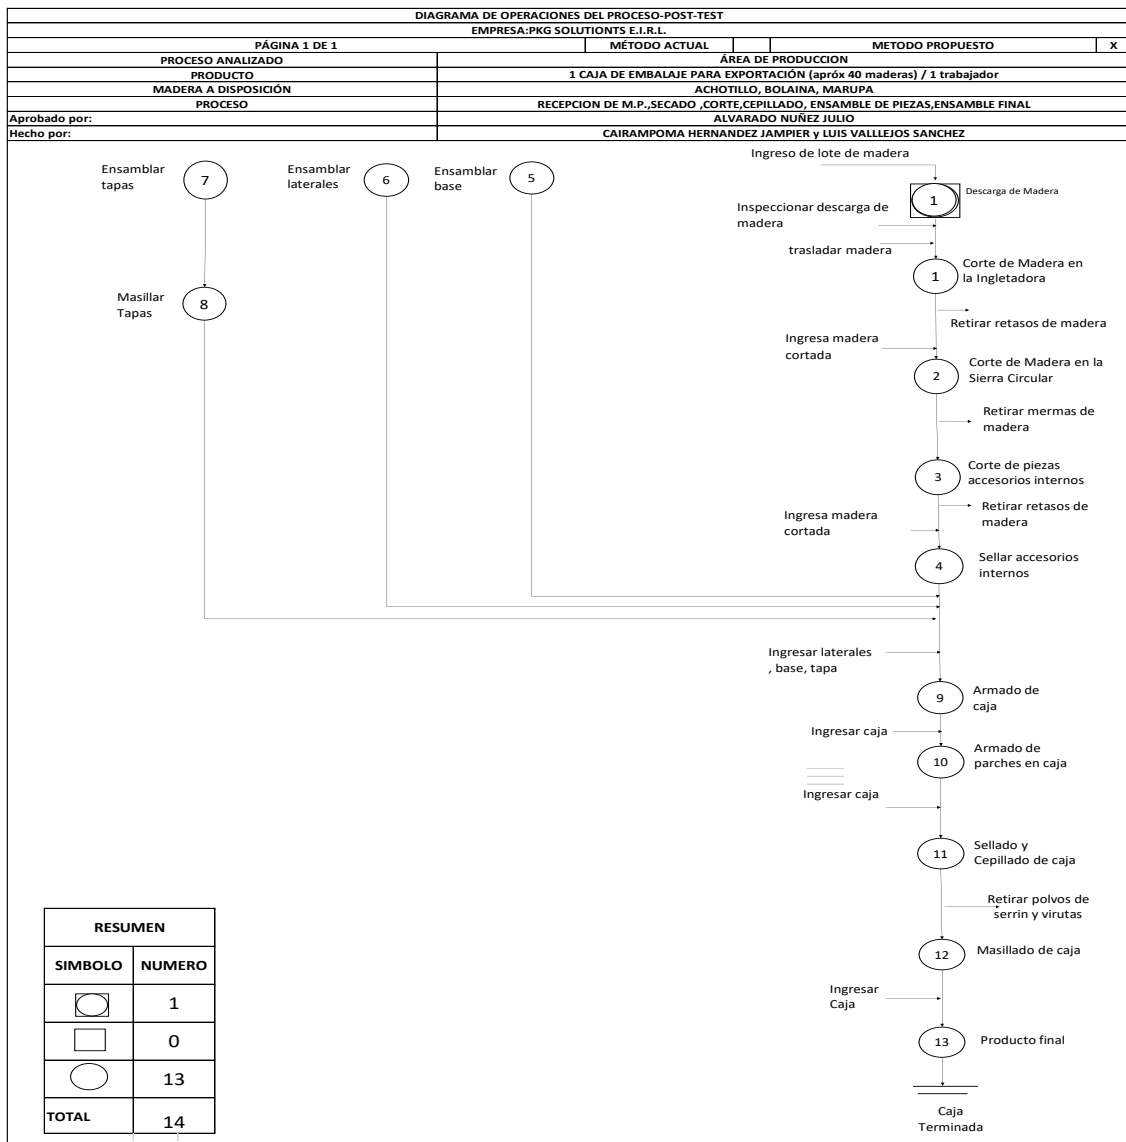 DIAGRAMA DE OPERACIONES DEL PROCESO-POST-TEST
EMPRESA:PKG SOLUTIONTS E.I.R.L.
PÁGINA 1 DE 1 MÉTODO ACTUAL METODO PROPUESTO X
PROCESO ANALIZADO ÁREA DE PRODUCCION
PRODUCTO 1 CAJA DE EMBALAJE PARA EXPORTACIÓN (apróx 40 maderas) / 1 trabajador
MADERA A DISPOSICIÓN ACHOTILLO, BOLAINA, MARUPA
PROCESO RECEPCION DE M.P.,SECADO ,CORTE,CEPILLADO, ENSAMBLE DE PIEZAS,ENSAMBLE FINAL
Aprobado por: ALVARADO NUÑEZ JULIO
Hecho por: CAIRAMPOMA HERNANDEZ JAMPIER y LUIS VALLLEJOS SANCHEZ
Ensamblar
tapas
7
Ensamblar
laterales
6
Ensamblar
base
5
Masillar
Tapas
8
Ingreso de lote de madera
1
Descarga de Madera
Inspeccionar descarga de
madera
trasladar madera
1
Corte de Madera en
la Ingletadora
Retirar retasos de madera
Ingresa madera
cortada
2
Corte de Madera en la
Sierra Circular
Retirar mermas de
madera
3
Corte de piezas
accesorios internos
Retirar retasos de
madera
Ingresa madera
cortada
4
Sellar accesorios
internos
Ingresar laterales
, base, tapa
9
Armado de
caja
Ingresar caja
10
Armado de
parches en caja
Ingresar caja
11
Sellado y
Cepillado de caja
Retirar polvos de
serrin y virutas
12
Masillado de caja
Ingresar
Caja
13
Producto final
Caja
Terminada
RESUMEN
SIMBOLO NUMERO
1
0
13
TOTAL 14